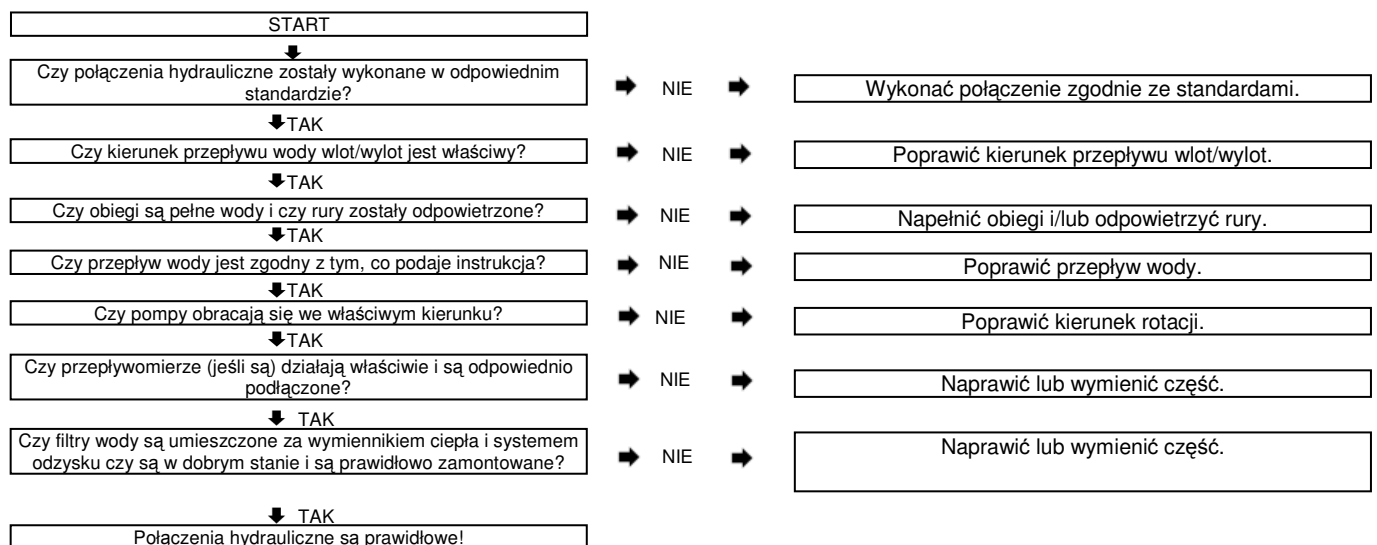 START
Czy połączenia hydrauliczne zostały wykonane w odpowiednim
standardzie?
NIE
Wykonać połączenie zgodnie ze standardami.
TAK
Czy kierunek przepływu wody wlot/wylot jest właściwy?
NIE
Poprawić kierunek przepływu wlot/wylot.
TAK
Czy obiegi są pełne wody i czy rury zostały odpowietrzone?
NIE
Napełnić obiegi i/lub odpowietrzyć rury.
TAK
Czy przepływ wody jest zgodny z tym, co podaje instrukcja?
NIE
Poprawić przepływ wody.
TAK
Czy pompy obracają się we właściwym kierunku?
NIE
Poprawić kierunek rotacji.
TAK
Czy przepływomierze (jeśli są) działają właściwie i są odpowiednio
podłączone?
NIE
Naprawić lub wymienić część.
TAK
Czy filtry wody są umieszczone za wymiennikiem ciepła i systemem
odzysku czy są w dobrym stanie i są prawidłowo zamontowane?
NIE
Naprawić lub wymienić część.
TAK
Połączenia hydrauliczne są prawidłowe!